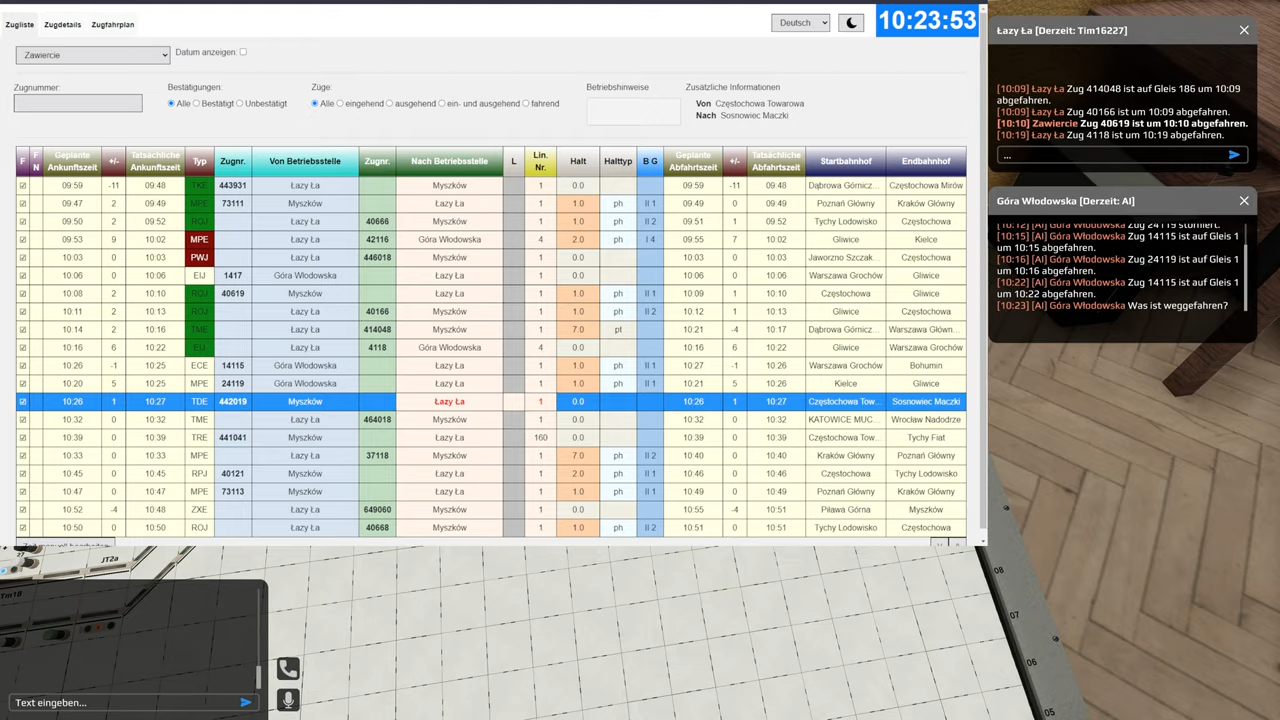 Zugliste Zugdetails Zugfahrplan Deutsch 10:23:53
Zawiercie Datum anzeigen:
Zugnummer: Bestätigungen: Züge: Betriebshinweise Zusätzliche Informationen
Alle Bestätigt Unbestätigt Alle eingehend ausgehend ein- und ausgehend fahrend Von Częstochowa Towarowa
Nach Sosnowiec Maczki
F F N Geplante Ankunftszeit +/- Tatsächliche Ankunftszeit Typ Zugnr. Von Betriebsstelle Zugnr. Nach Betriebsstelle L Lin. Nr. Halt Halttyp B G Geplante Abfahrtszeit +/- Tatsächliche Abfahrtszeit Startbahnhof Endbahnhof
09:59 -11 09:48 TKE 443931 Łazy Ła Myszków 1 0.0 09:59 -11 09:48 Dąbrowa Górnicz... Częstochowa Mirów
09:47 2 09:49 MPE 73111 Myszków Łazy Ła 1 1.0 ph II 1 09:49 0 09:49 Poznań Główny Kraków Główny
09:50 2 09:52 ROJ Łazy Ła 40666 Myszków 1 1.0 ph II 2 09:51 1 09:52 Tychy Lodowisko Częstochowa
09:53 9 10:02 MPE Łazy Ła 42116 Góra Włodowska 4 2.0 ph I 4 09:55 7 10:02 Gliwice Kielce
10:03 0 10:03 PWJ Łazy Ła 446018 Myszków 1 0.0 10:03 0 10:03 Jaworzno Szczak... Częstochowa
10:06 0 10:06 EIJ 1417 Góra Włodowska Łazy Ła 1 0.0 10:06 0 10:06 Warszawa Grochów Gliwice
10:08 2 10:10 ROJ 40619 Myszków Łazy Ła 1 1.0 ph II 1 10:09 1 10:10 Częstochowa Gliwice
10:11 2 10:13 ROJ Łazy Ła 40166 Myszków 1 1.0 ph II 2 10:12 1 10:13 Gliwice Częstochowa
10:14 2 10:16 TME Łazy Ła 414048 Myszków 1 7.0 pt 10:21 -4 10:17 Dąbrowa Górnicz... Warszawa Główn...
10:16 6 10:22 EIJ Łazy Ła 4118 Góra Włodowska 4 0.0 10:16 6 10:22 Gliwice Warszawa Grochów
10:26 -1 10:25 ECE 14115 Góra Włodowska Łazy Ła 1 1.0 ph II 1 10:27 -1 10:26 Warszawa Grochów Bohumin
10:20 5 10:25 MPE 24119 Góra Włodowska Łazy Ła 1 1.0 ph II 1 10:21 5 10:26 Kielce Gliwice
10:26 1 10:27 TDE 442019 Myszków Łazy Ła 1 0.0 10:26 1 10:27 Częstochowa Tow... Sosnowiec Maczki
10:32 0 10:32 TME Łazy Ła 464018 Myszków 1 0.0 10:32 0 10:32 KATOWICE MUC... Wrocław Nadodrze
10:39 0 10:39 TRE 441041 Myszków Łazy Ła 160 0.0 10:39 0 10:39 Częstochowa Tow... Tychy Fiat
10:33 0 10:33 MPE Łazy Ła 37118 Myszków 1 7.0 ph II 2 10:40 0 10:40 Kraków Główny Poznań Główny
10:45 0 10:45 RPJ 40121 Myszków Łazy Ła 1 2.0 ph II 1 10:46 0 10:46 Częstochowa Tychy Lodowisko
10:47 0 10:47 MPE 73113 Myszków Łazy Ła 1 1.0 ph II 1 10:49 0 10:49 Poznań Główny Kraków Główny
10:52 -4 10:48 ZXE Łazy Ła 649060 Myszków 1 0.0 10:55 -4 10:51 Piława Górna Myszków
10:50 0 10:50 ROJ Łazy Ła 40668 Myszków 1 1.0 ph II 2 10:51 0 10:51 Tychy Lodowisko Częstochowa
Łazy Ła [Derzeit: Tim16227]
[10:09] Łazy Ła Zug 414048 ist auf Gleis 186 um 10:09
abgefahren.
[10:09] Łazy Ła Zug 40166 ist um 10:09 abgefahren.
[10:10] Zawiercie Zug 40619 ist um 10:10 abgefahren.
[10:19] Łazy Ła Zug 4118 ist um 10:19 abgefahren.
...
Góra Włodowska [Derzeit: AI]
[10:12] [AI] Góra Włodowska Zug 24119 storniert.
[10:15] [AI] Góra Włodowska Zug 14115 ist auf Gleis 1
um 10:15 abgefahren.
[10:16] [AI] Góra Włodowska Zug 24119 ist auf Gleis 1
um 10:16 abgefahren.
[10:22] [AI] Góra Włodowska Zug 14115 ist auf Gleis 1
um 10:22 abgefahren.
[10:23] [AI] Góra Włodowska Was ist weggefahren?
JT2a
Tm18
Text eingeben...
08
07
06
05